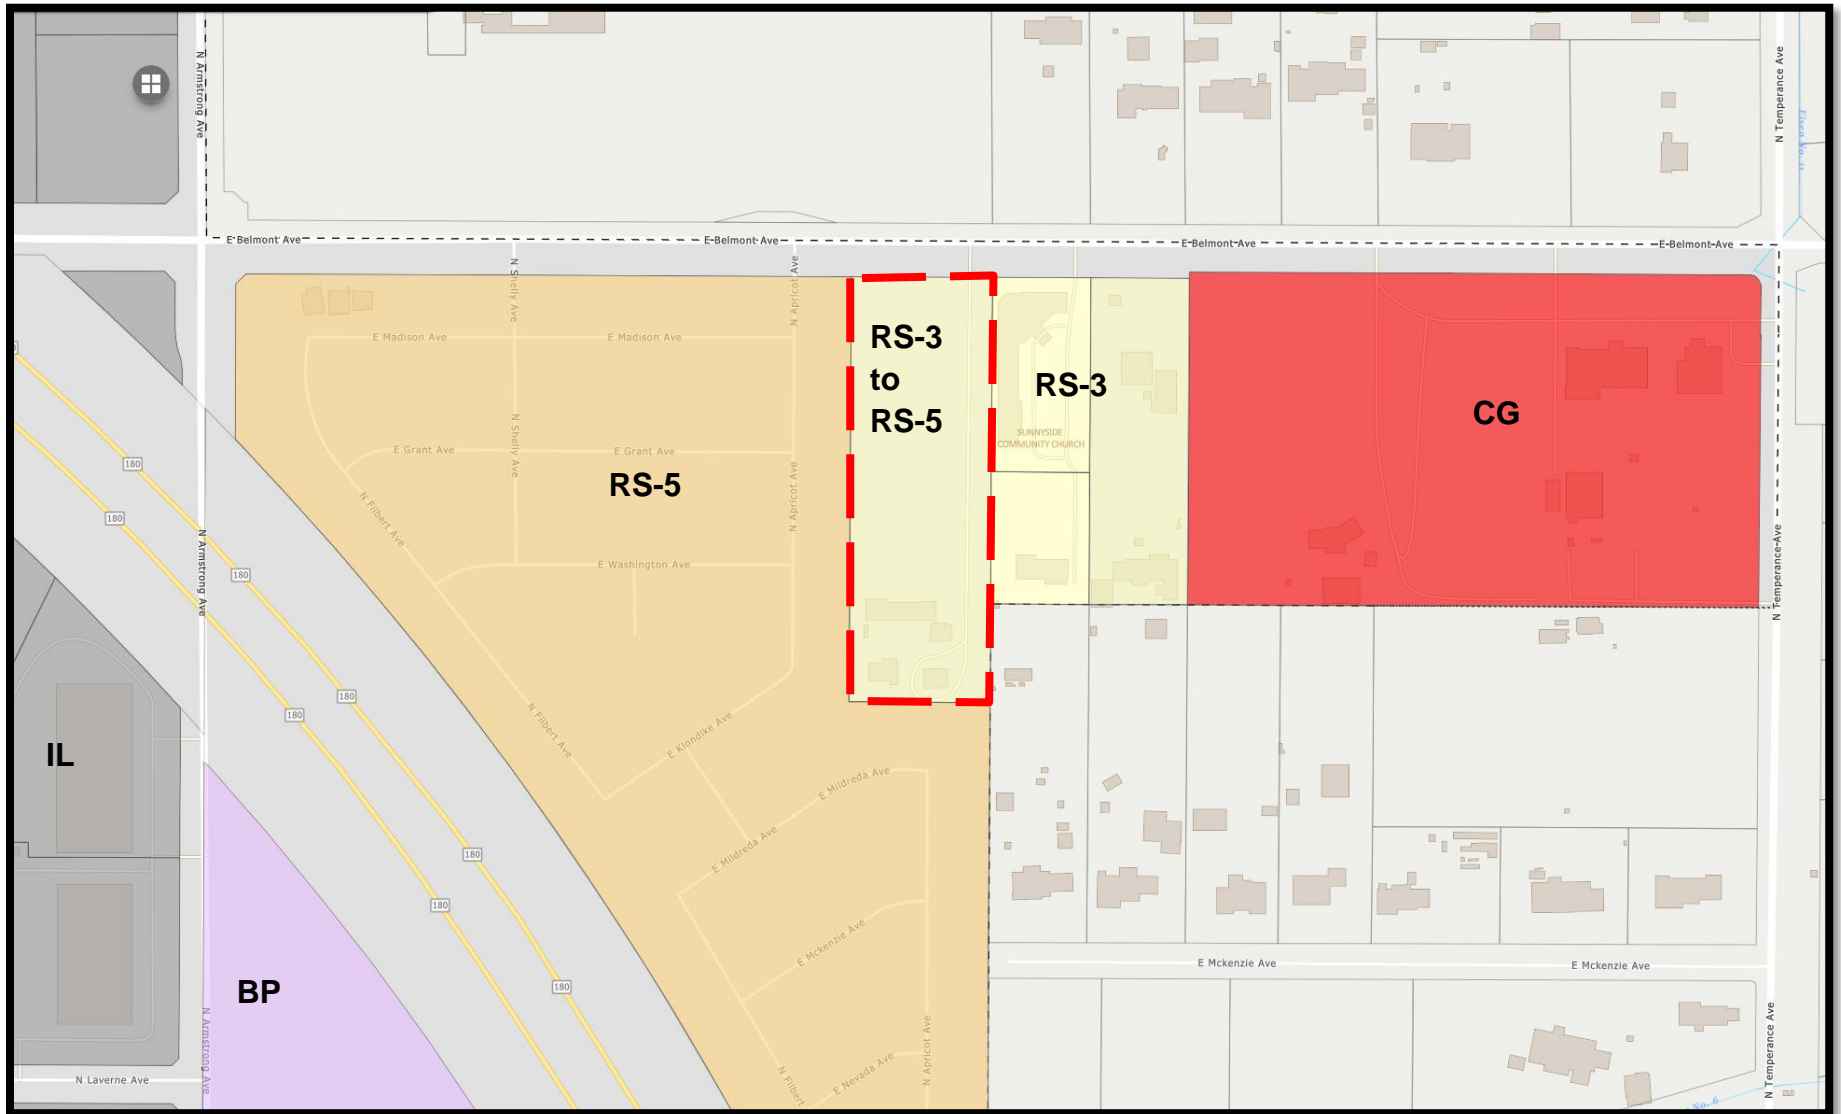 N Armstrong Ave
N Temperance Ave
E Belmont Ave
E Belmont Ave
E Belmont Ave
E Belmont Ave
N Shelly Ave
N Apricot Ave
E Madison Ave
E Madison Ave
RS-3
to
RS-5
RS-3
CG
SUNNYSIDE
COMMUNITY CHURCH
N Shelly Ave
E Grant Ave
E Grant Ave
180
RS-5
N Apricot Ave
N Filbert Ave
180
N Armstrong Ave
E Washington Ave
180
N Temperance Ave
180
180
N Filbert Ave
E Klondike Ave
IL
E Mildreda Ave
E Mildreda Ave
180
180
E Mckenzie Ave
E Mckenzie Ave
E Mckenzie Ave
BP
180
N Armstrong Ave
N Apricot Ave
N Temperance Ave
N Laverne Ave
E Nevada Ave
N Filbert
No. 6